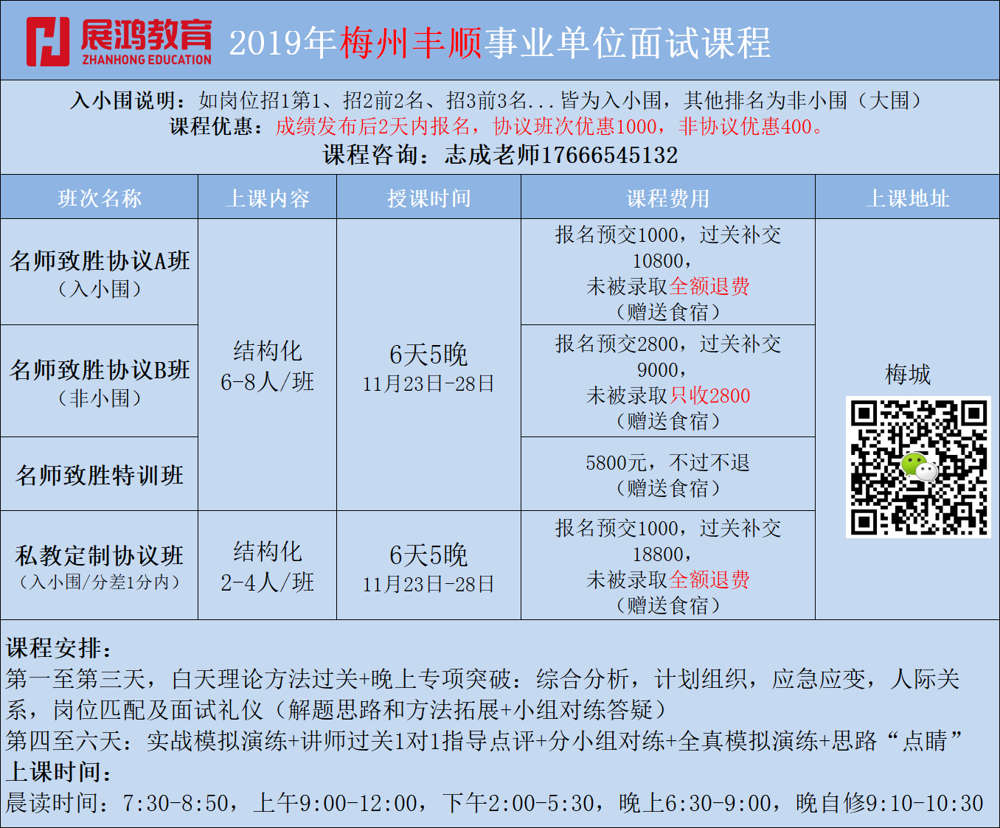 展鸿教育
ZHANHONG EDUCATION
2019年梅州丰顺事业单位面试课程
入小围说明：如岗位招1第1、招2前2名、招3前3名...皆为入小围，其他排名为非小围（大围）
课程优惠：成绩发布后2天内报名，协议班次优惠1000，非协议优惠400。
课程咨询：志成老师17666545132
班次名称 上课内容 授课时间 课程费用 上课地址
名师致胜协议A班
（入小围）
报名预交1000，过关补交
10800，
未被录取全额退费
（赠送食宿）
名师致胜协议B班
（非小围）
结构化
6-8人/班
6天5晚
11月23日-28日
报名预交2800，过关补交
9000，
未被录取只收2800
（赠送食宿）
梅城
名师致胜特训班
5800元，不过不退
（赠送食宿）
私教定制协议班
（入小围/分差1分内）
结构化
2-4人/班
6天5晚
11月23日-28日
报名预交1000，过关补交
18800，
未被录取全额退费
（赠送食宿）
课程安排：
第一至第三天，白天理论方法过关+晚上专项突破：综合分析，计划组织，应急应变，人际关
系，岗位匹配及面试礼仪（解题思路和方法拓展+小组对练答疑）
第四至六天：实战模拟演练+讲师过关1对1指导点评+分小组对练+全真模拟演练+思路“点睛”
上课时间：
晨读时间：7:30-8:50，上午9:00-12:00，下午2:00-5:30，晚上6:30-9:00，晚自修9:10-10:30